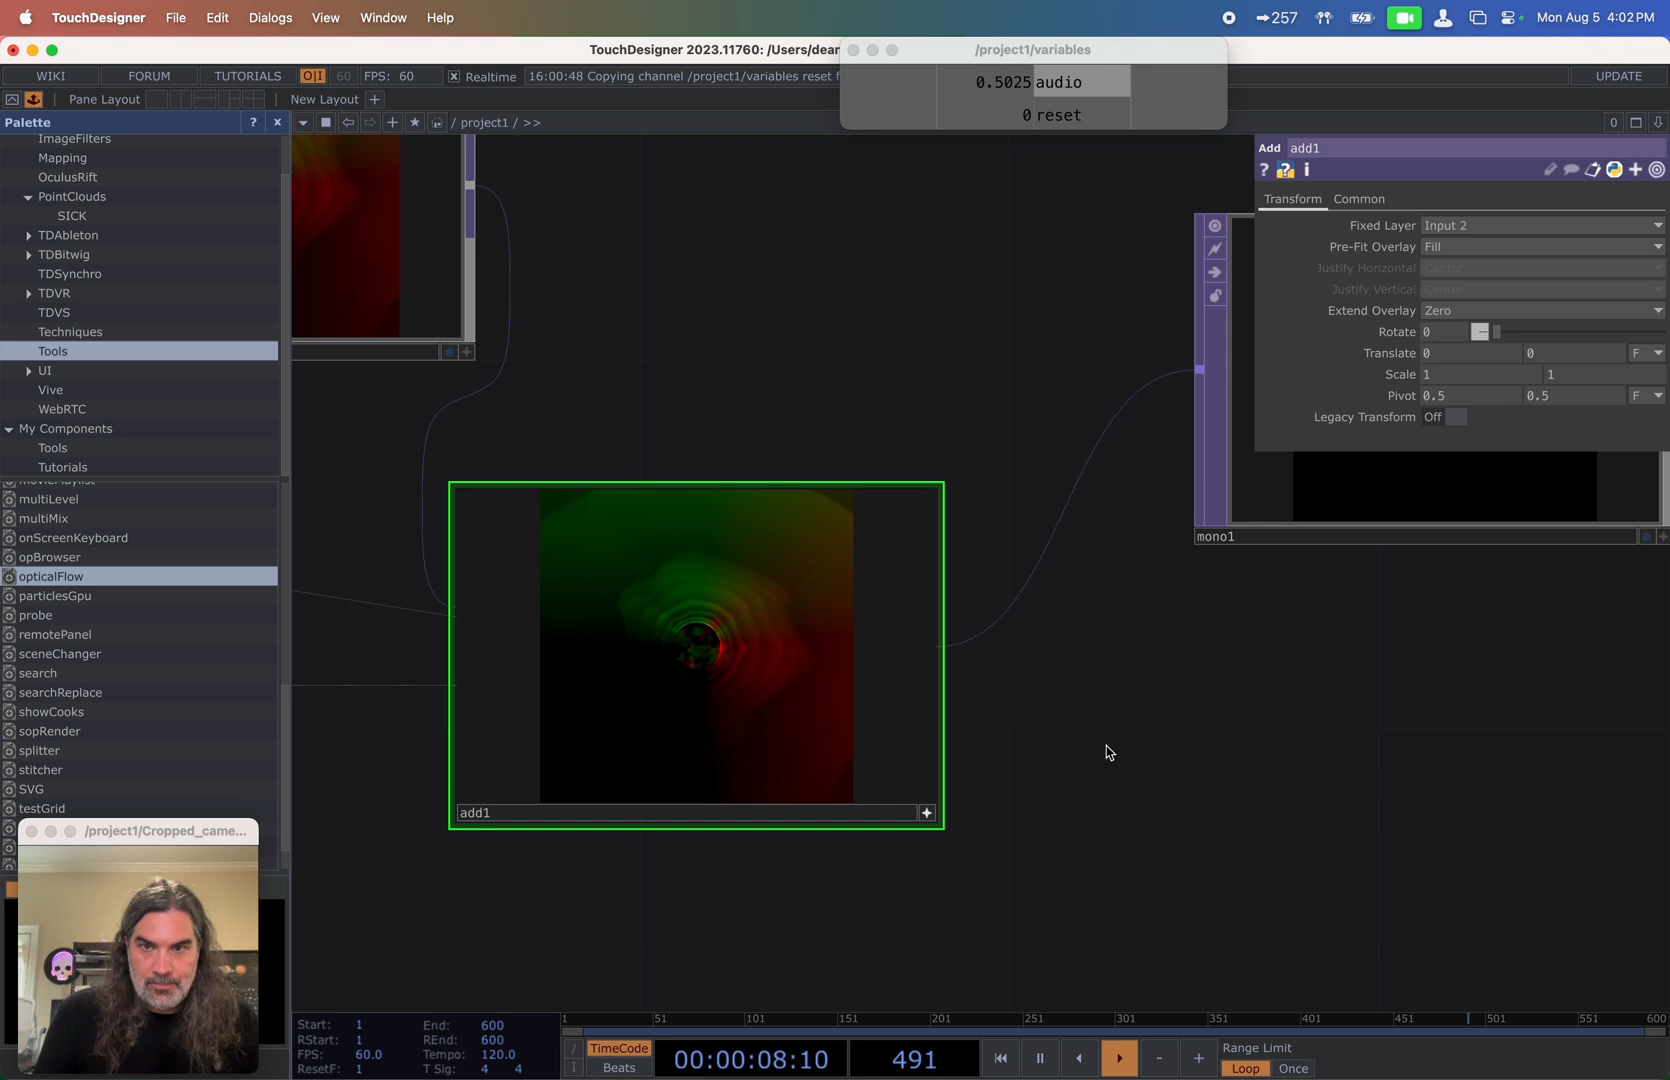 TouchDesigner File Edit Dialogs View Window Help
257 Mon Aug 5 4:02 PM
TouchDesigner 2023.11760: /Users/dear
/project1/variables
WIKI FORUM TUTORIALS O|I 60 FPS: 60 Realtime 16:00:48 Copying channel /project1/variables reset f
UPDATE
0.5025 audio
0 reset
Pane Layout New Layout
Palette ? x
/ project1 / >>
0
ImageFilters
Mapping
OculusRift
PointClouds
SICK
TDAbleton
TDBitwig
TDSynchro
TDVR
TDVS
Techniques
Tools
UI
Vive
WebRTC
My Components
Tools
Tutorials
moviePlaylist
multiLevel
multiMix
onScreenKeyboard
opBrowser
opticalFlow
particlesGpu
probe
remotePanel
sceneChanger
search
searchReplace
showCooks
sopRender
splitter
stitcher
SVG
testGrid
/project1/Cropped_came...
add1
mono1
Add add1
Transform Common
Fixed Layer Input 2
Pre-Fit Overlay Fill
Justify Horizontal Center
Justify Vertical Center
Extend Overlay Zero
Rotate 0
Translate 0 0 F
Scale 1 1
Pivot 0.5 0.5 F
Legacy Transform Off
Start: 1 End: 600
RStart: 1 REnd: 600
FPS: 60.0 Tempo: 120.0
ResetF: 1 T Sig: 4 4
1 51 101 151 201 251 301 351 401 451 501 551 600
TimeCode
Beats
00:00:08:10
491
Range Limit
Loop Once